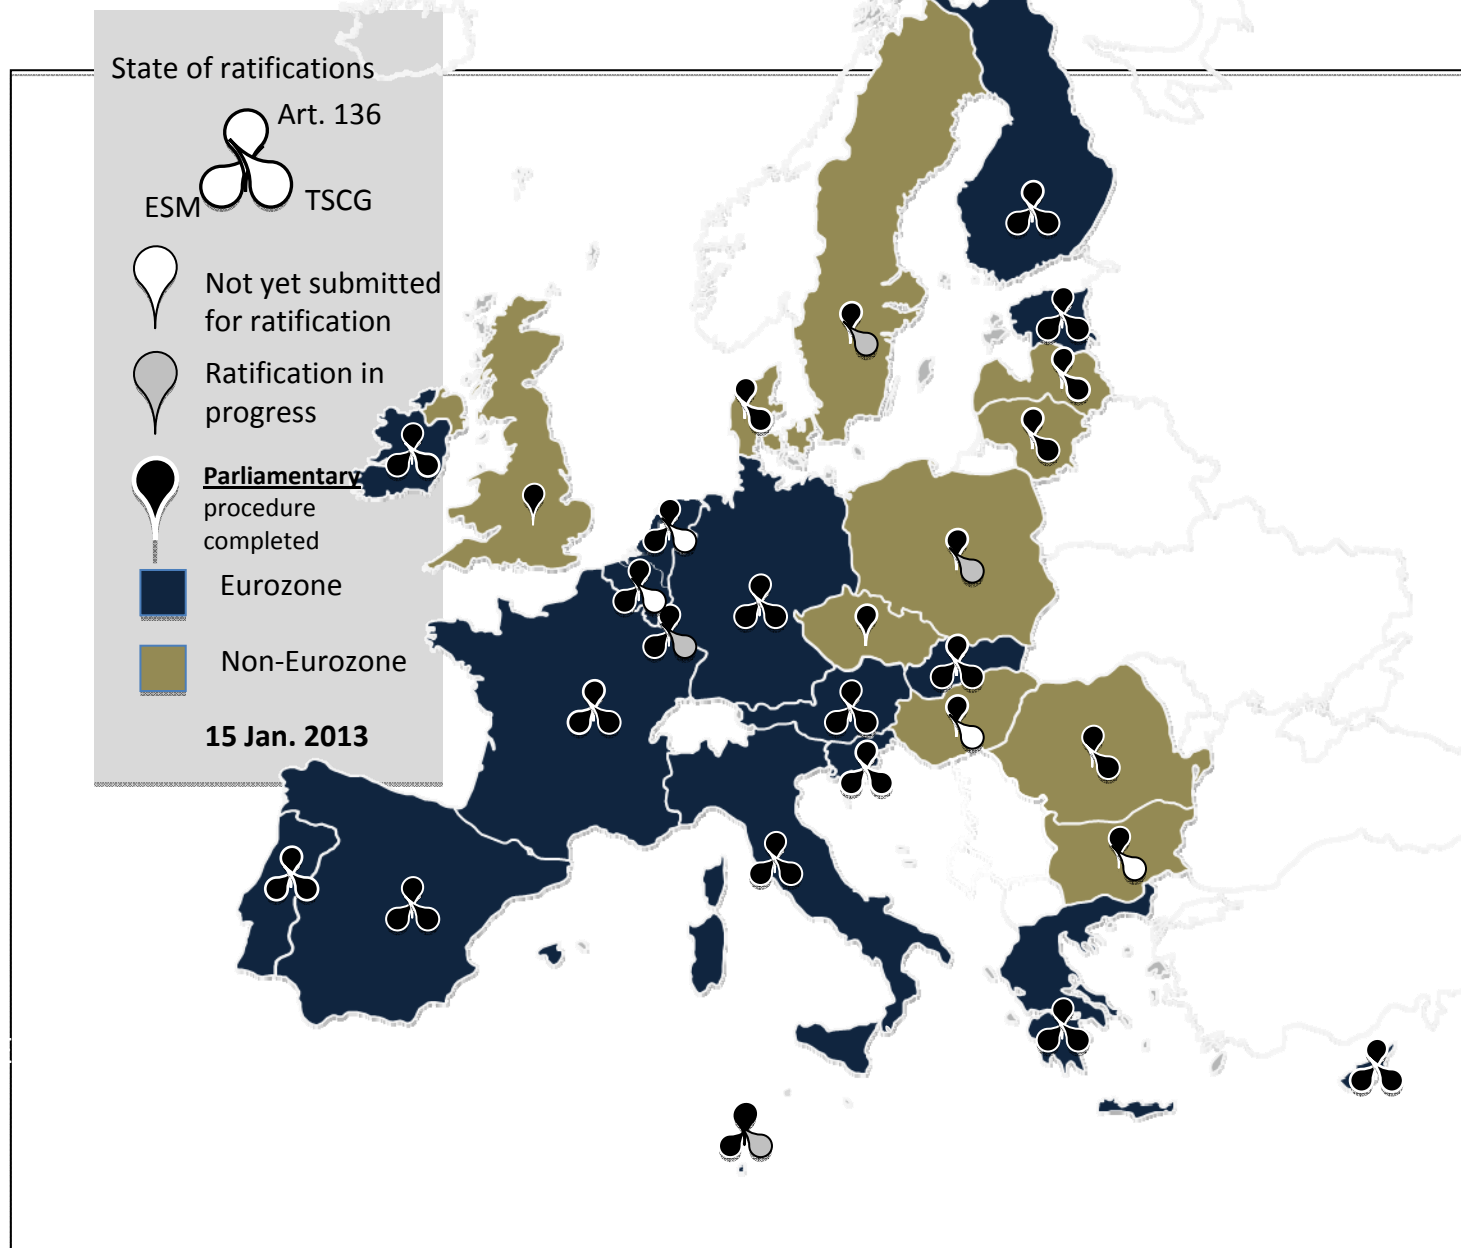 State of ratifications
Art. 136
ESM
TSCG
Not yet submitted
for ratification
Ratification in
progress
Parliamentary
procedure
completed
Eurozone
Non-Eurozone
15 Jan. 2013